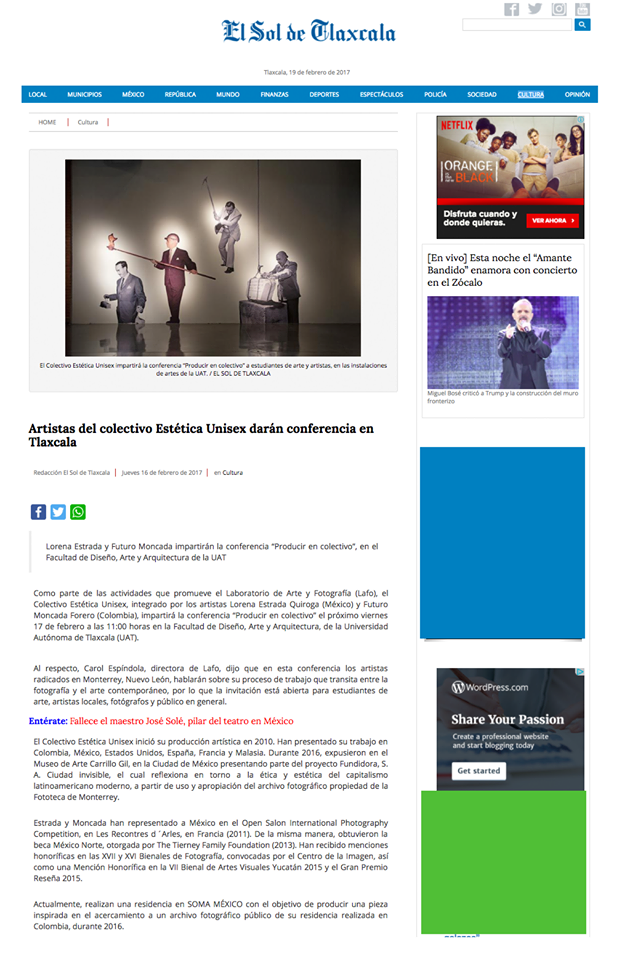 El Sol de Tlaxcala
Tlaxcala, 19 de febrero de 2017
LOCAL MUNICIPIOS MÉXICO REPÚBLICA MUNDO FINANZAS DEPORTES ESPECTÁCULOS POLICÍA SOCIEDAD CULTURA OPINIÓN
HOME | Cultura |
El Colectivo Estética Unisex impartirá la conferencia "Producir en colectivo" a estudiantes de arte y artistas, en las instalaciones
de artes de la UAT. / EL SOL DE TLAXCALA
Artistas del colectivo Estética Unisex darán conferencia en
Tlaxcala
Redacción El Sol de Tlaxcala | Jueves 16 de febrero de 2017 | en Cultura
Lorena Estrada y Futuro Moncada impartirán la conferencia "Producir en colectivo", en el
Facultad de Diseño, Arte y Arquitectura de la UAT
Como parte de las actividades que promueve el Laboratorio de Arte y Fotografía (Lafo), el
Colectivo Estética Unisex, integrado por los artistas Lorena Estrada Quiroga (México) y Futuro
Moncada Forero (Colombia), impartirá la conferencia "Producir en colectivo" el próximo viernes
17 de febrero a las 11:00 horas en la Facultad de Diseño, Arte y Arquitectura, de la Universidad
Autónoma de Tlaxcala (UAT).
Al respecto, Carol Espíndola, directora de Lafo, dijo que en esta conferencia los artistas
radicados en Monterrey, Nuevo León, hablarán sobre su proceso de trabajo que transita entre la
fotografía y el arte contemporáneo, por lo que la invitación está abierta para estudiantes de
arte, artistas locales, fotógrafos y público en general.
Entérate: Fallece el maestro José Solé, pilar del teatro en México
El Colectivo Estética Unisex inició su producción artística en 2010. Han presentado su trabajo en
Colombia, México, Estados Unidos, España, Francia y Malasia. Durante 2016, expusieron en el
Museo de Arte Carrillo Gil, en la Ciudad de México presentando parte del proyecto Fundidora, S.
A. Ciudad invisible, el cual reflexiona en torno a la ética y estética del capitalismo
latinoamericano moderno, a partir de uso y apropiación del archivo fotográfico propiedad de la
Fototeca de Monterrey.
Estrada y Moncada han representado a México en el Open Salon International Photography
Competition, en Les Recontres d ´Arles, en Francia (2011). De la misma manera, obtuvieron la
beca México Norte, otorgada por The Tierney Family Foundation (2013). Han recibido menciones
honoríficas en las XVII y XVI Bienales de Fotografía, convocadas por el Centro de la Imagen, así
como una Mención Honorífica en la VII Bienal de Artes Visuales Yucatán 2015 y el Gran Premio
Reseña 2015.
Actualmente, realizan una residencia en SOMA MÉXICO con el objetivo de producir una pieza
inspirada en el acercamiento a un archivo fotográfico público de su residencia realizada en
Colombia, durante 2016.
NETFLIX
ORANGE
IS THE NEW
BLACK
Disfruta cuando y
donde quieras.
VER AHORA
[En vivo] Esta noche el "Amante
Bandido" enamora con concierto
en el Zócalo
Miguel Bosé criticó a Trump y la construcción del muro
fronterizo
WordPress.com
Share Your Passion
Create a professional website
and start blogging today
Get started